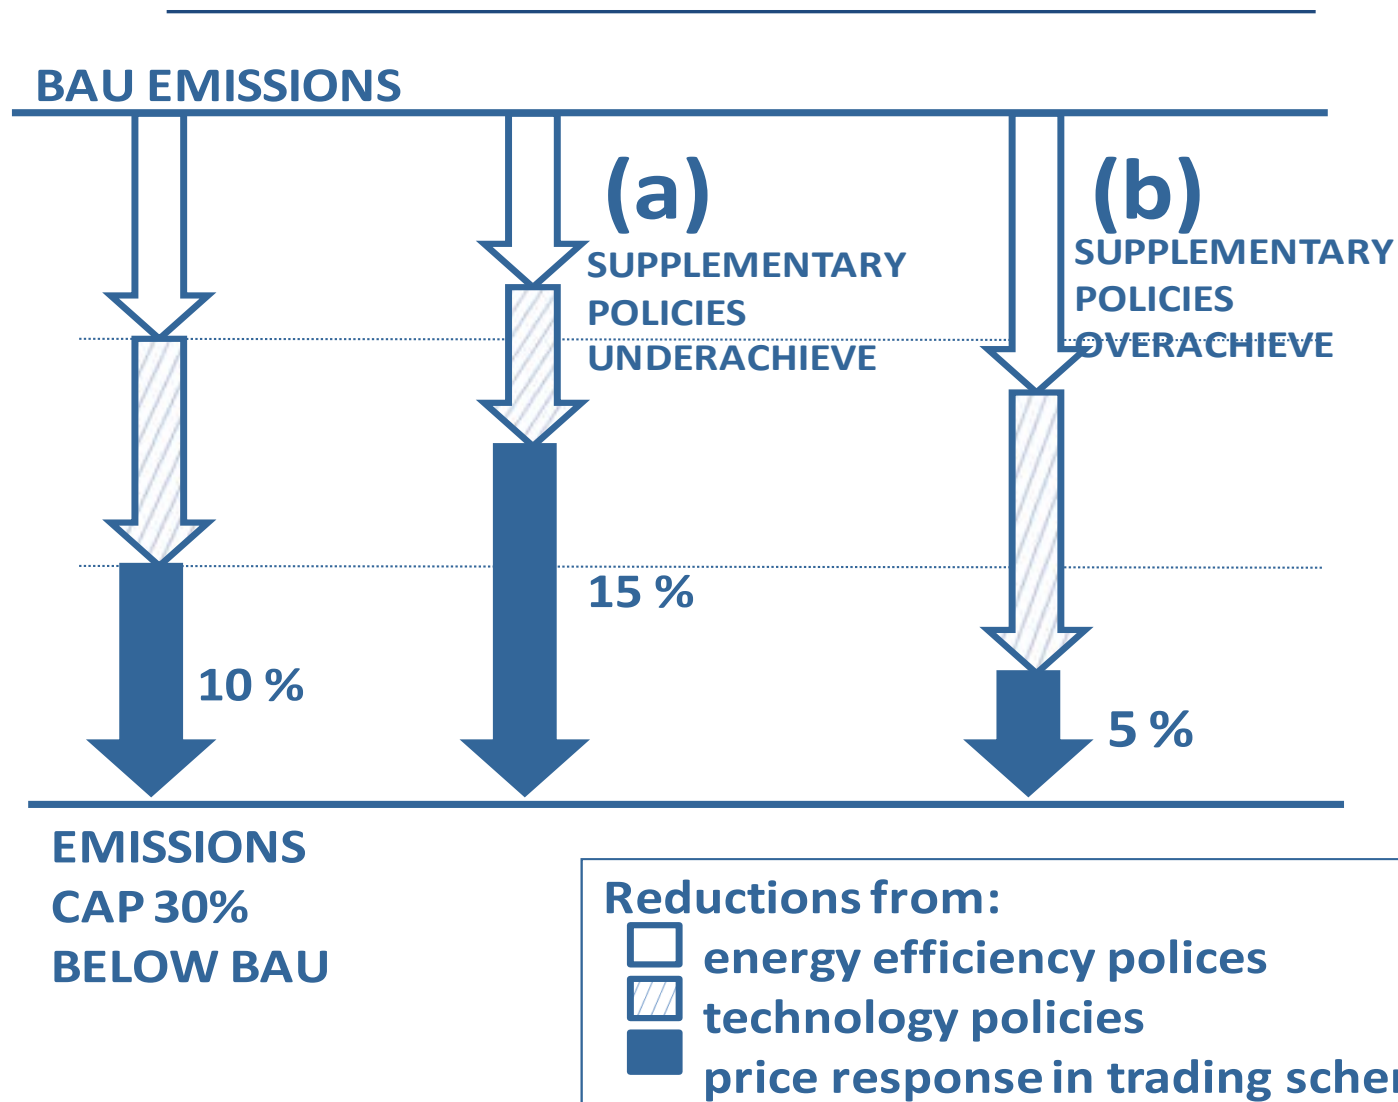 BAU EMISSIONS
(a)
SUPPLEMENTARY
POLICIES
UNDERACHIEVE
(b)
SUPPLEMENTARY
POLICIES
OVERACHIEVE
15 %
10 %
5 %
EMISSIONS
CAP 30%
BELOW BAU
Reductions from:
energy efficiency polices
technology policies
price response in trading scher